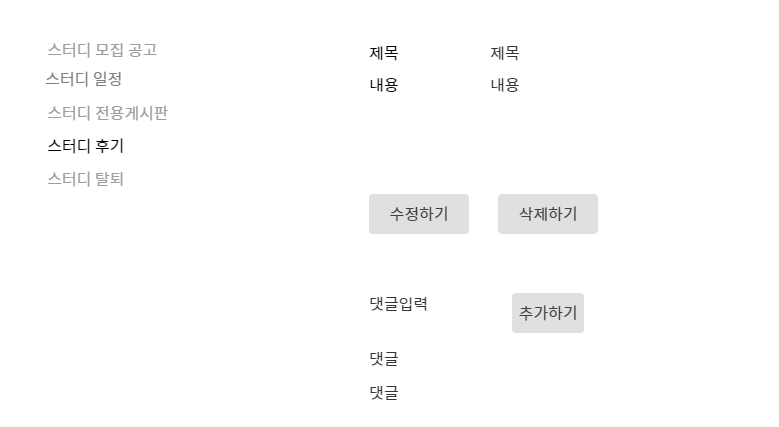 스터디 모집 공고
스터디 일정
스터디 전용게시판
스터디 후기
스터디 탈퇴
제목 제목
내용 내용
수정하기 삭제하기
댓글입력 추가하기
댓글
댓글